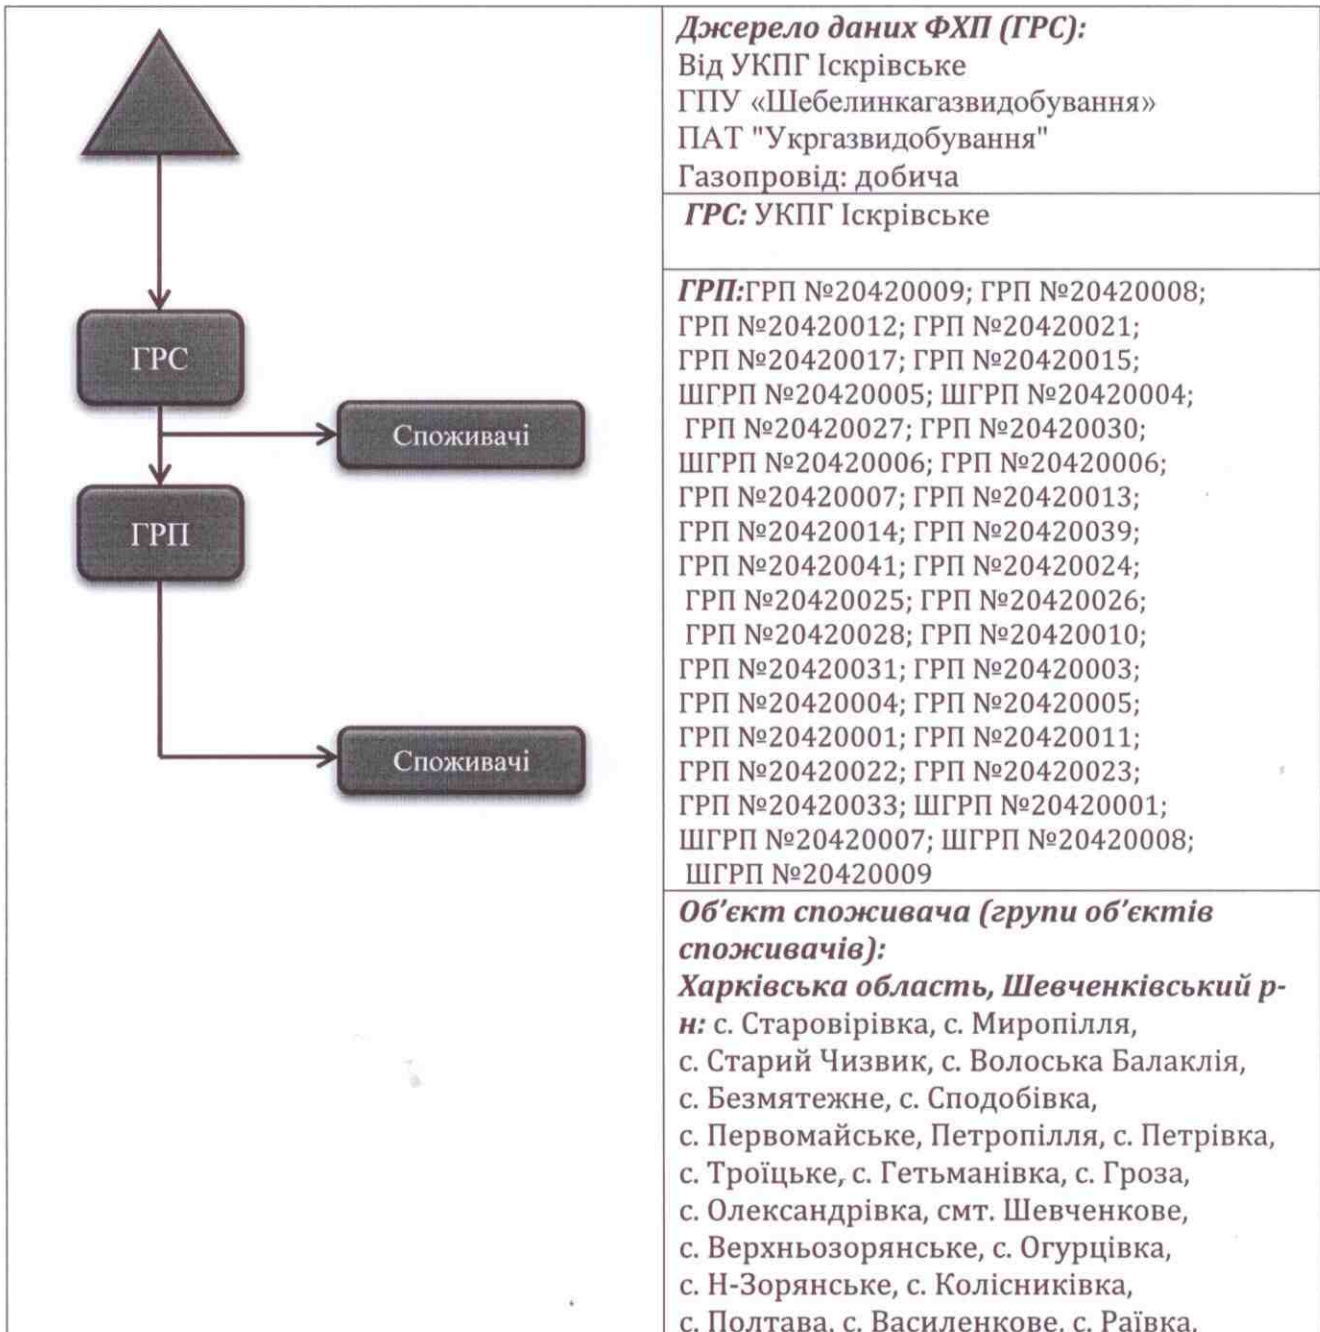 ГРС
Споживачі
ГРП
Споживачі
Джерело даних ФХП (ГРС):
Від УКПГ Іскрівське
ГПУ «Шебелинкагазвидобування»
ПАТ "Укргазвидобування"
Газопровід: добича
ГРС: УКПГ Іскрівське
ГРП:ГРП №20420009; ГРП №20420008;
ГРП №20420012; ГРП №20420021;
ГРП №20420017; ГРП №20420015;
ШГРП №20420005; ШГРП №20420004;
ГРП №20420027; ГРП №20420030;
ШГРП №20420006; ГРП №20420006;
ГРП №20420007; ГРП №20420013;
ГРП №20420014; ГРП №20420039;
ГРП №20420041; ГРП №20420024;
ГРП №20420025; ГРП №20420026;
ГРП №20420028; ГРП №20420010;
ГРП №20420031; ГРП №20420003;
ГРП №20420004; ГРП №20420005;
ГРП №20420001; ГРП №20420011;
ГРП №20420022; ГРП №20420023;
ГРП №20420033; ШГРП №20420001;
ШГРП №20420007; ШГРП №20420008;
ШГРП №20420009
Об’єкт споживача (групи об’єктів
споживачів):
Харківська область, Шевченківський р-
н: с. Старовірівка, с. Миропілля,
с. Старий Чизвик, с. Волоська Балаклія,
с. Безмятежне, с. Сподобівка,
с. Первомайське, Петропілля, с. Петрівка,
с. Троїцьке, с. Гетьманівка, с. Гроза,
с. Олександрівка, смт. Шевченкове,
с. Верхньозорянське, с. Огурцівка,
с. Н-Зорянське, с. Колісниківка,
с. Полтава, с. Василенкове, с. Раївка,